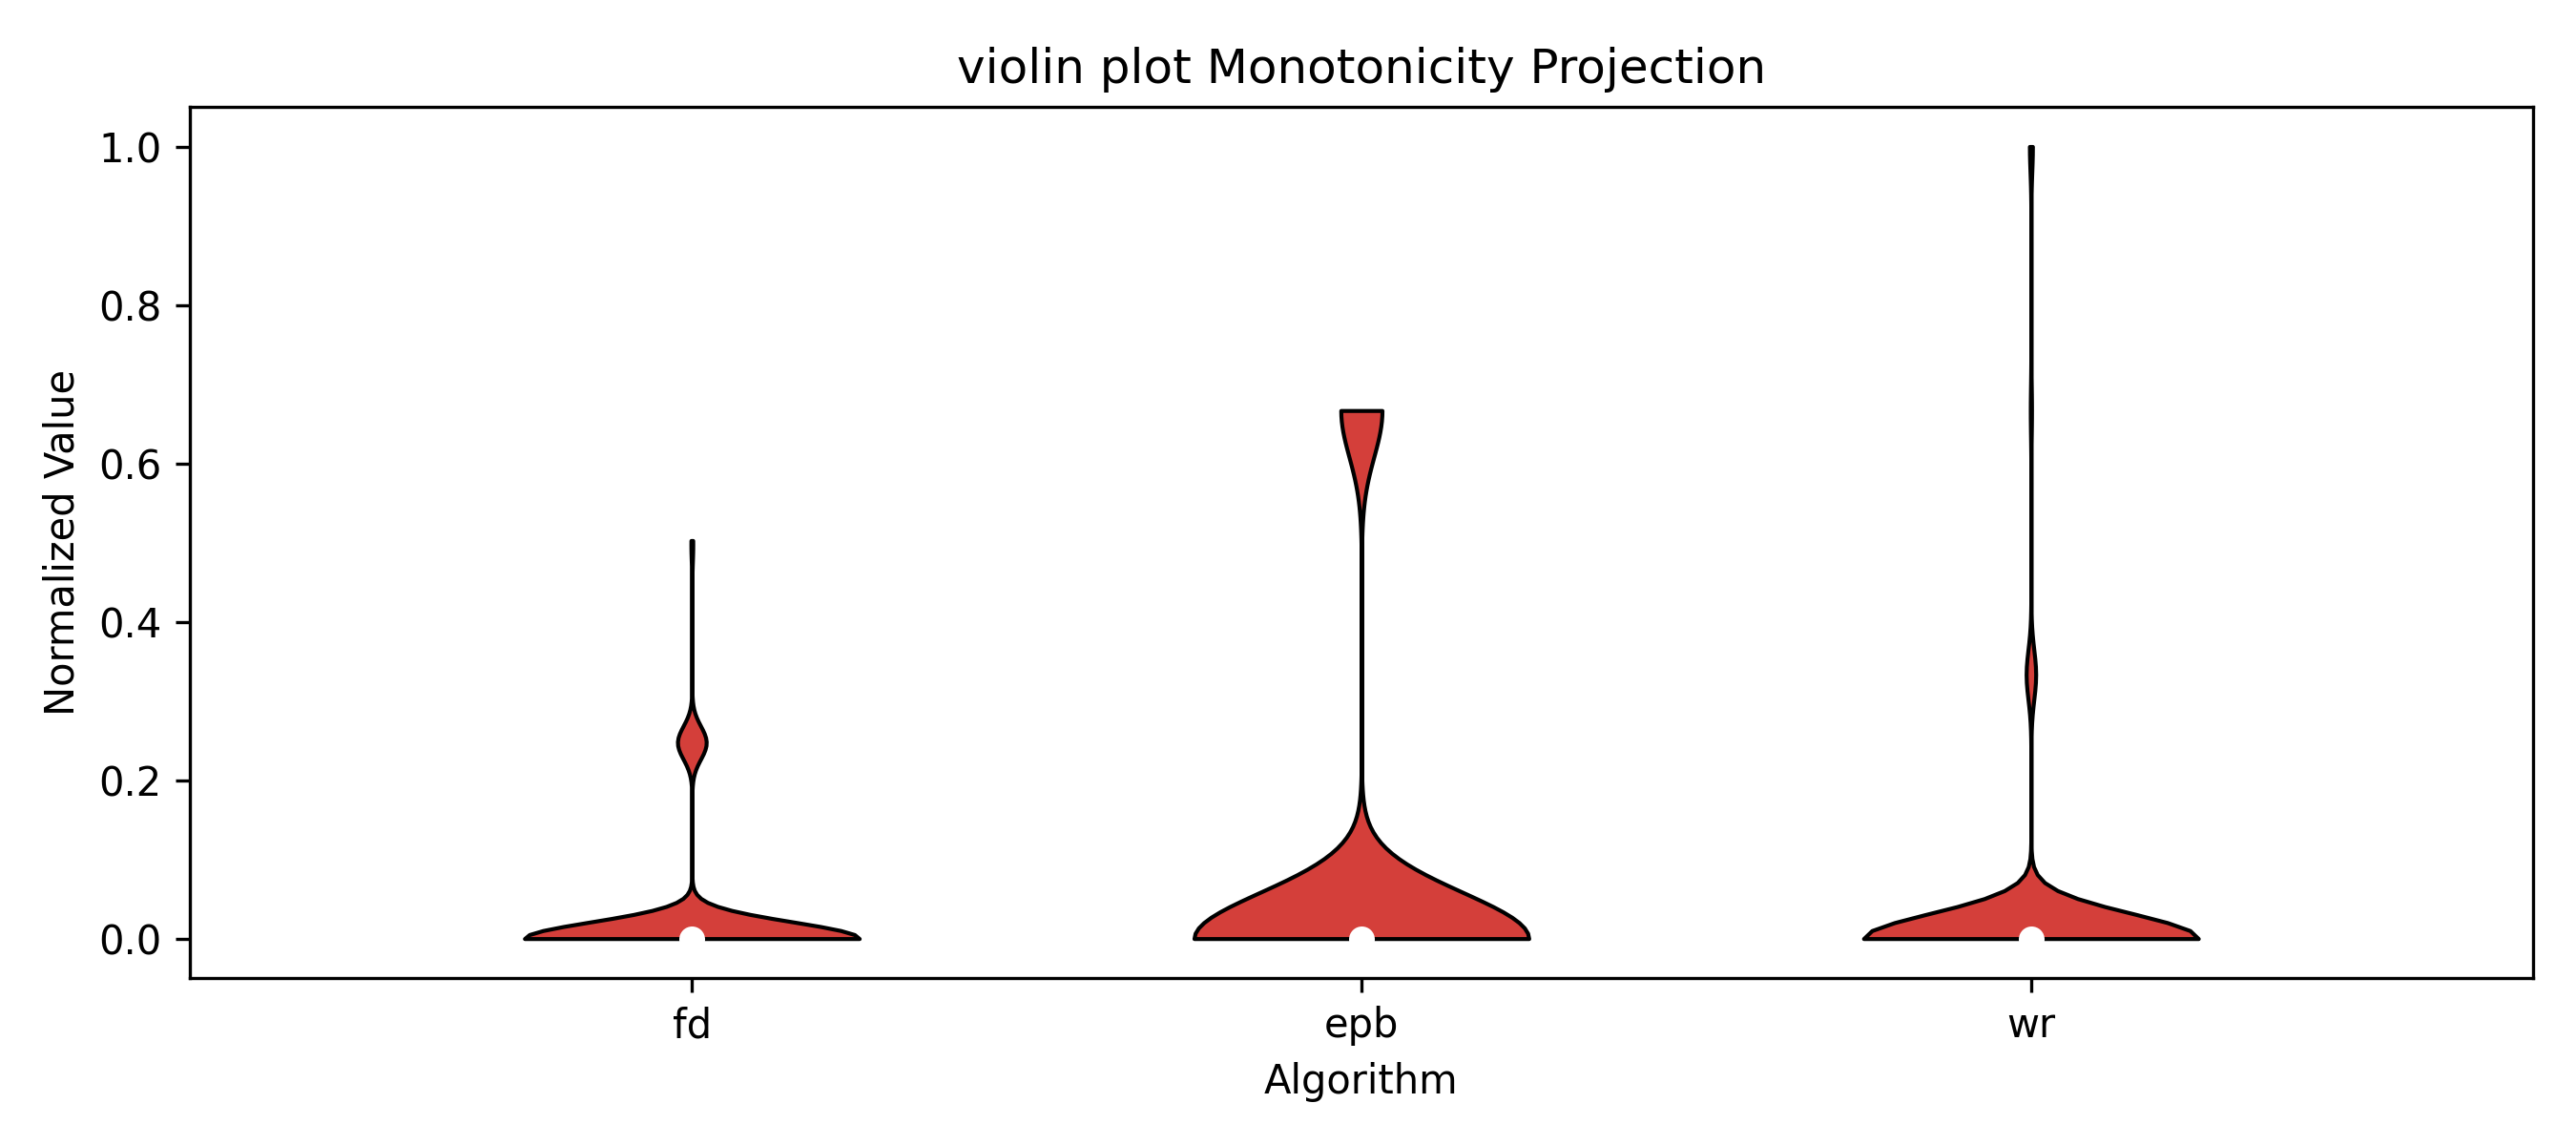 violin plot Monotonicity Projection
Normalized Value
1.0
0.8
0.6
0.4
0.2
0.0
fd
epb
wr
Algorithm